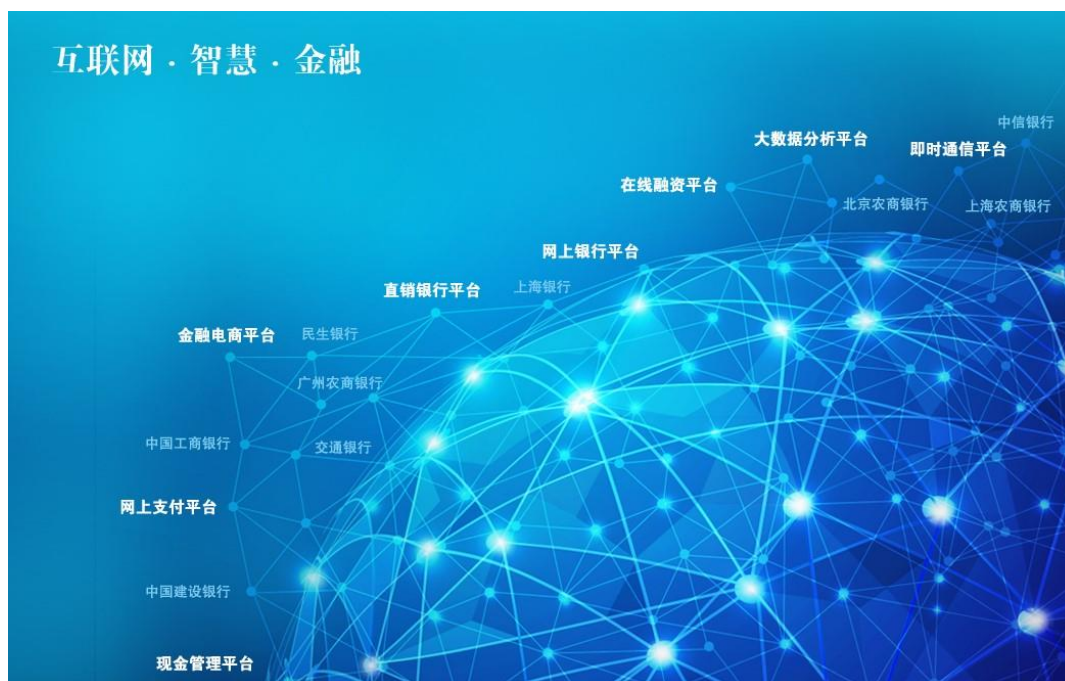 互联网 · 智慧 · 金融
中信银行
大数据分析平台
即时通信平台
在线融资平台
北京农商银行
上海农商银行
网上银行平台
直销银行平台
上海银行
金融电商平台
民生银行
广州农商银行
中国工商银行
交通银行
网上支付平台
中国建设银行
现金管理平台